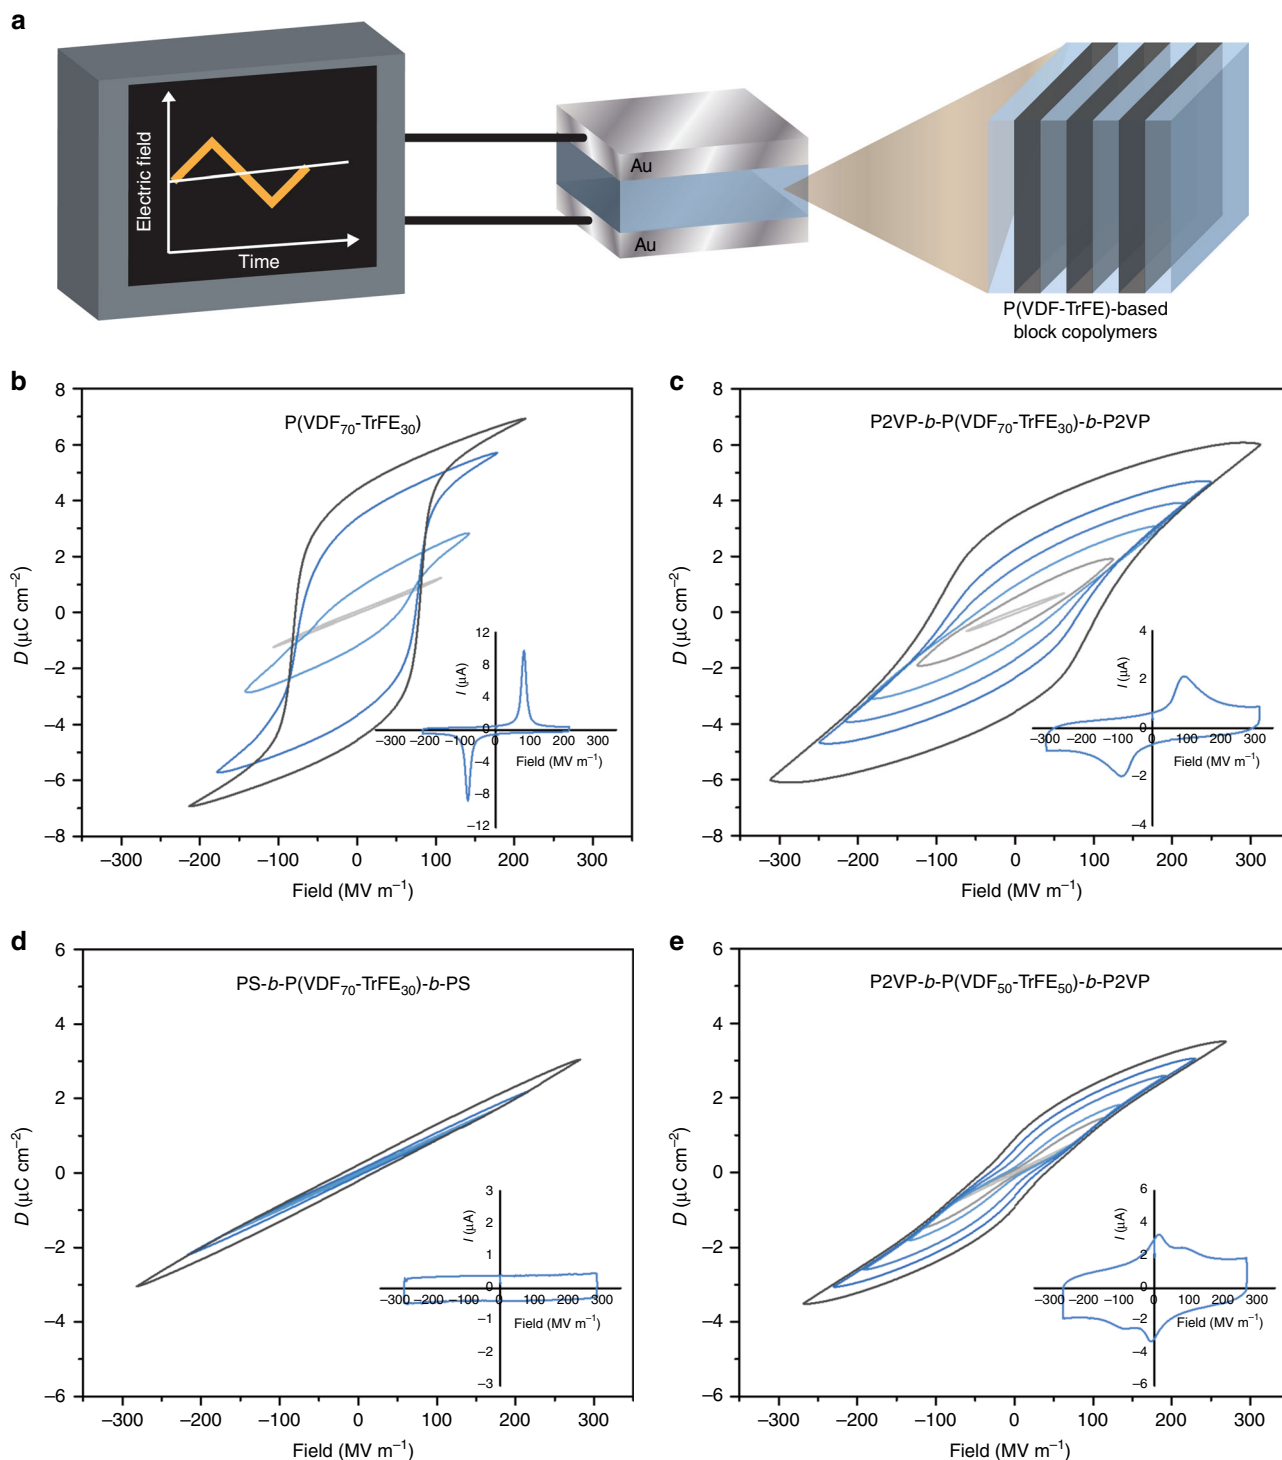 a
Electric field
Time
Au
Au
P(VDF-TrFE)-based
block copolymers
b
P(VDF₇₀-TrFE₃₀)
D (μC cm⁻²)
8
6
4
2
0
−2
−4
−6
−8
−300 −200 −100 0 100 200 300
Field (MV m⁻¹)
I (μA)
12
8
4
0
−4
−8
−12
−300 −200 −100 0 100 200 300
Field (MV m⁻¹)
c
P2VP-b-P(VDF₇₀-TrFE₃₀)-b-P2VP
D (μC cm⁻²)
8
6
4
2
0
−2
−4
−6
−8
−300 −200 −100 0 100 200 300
Field (MV m⁻¹)
I (μA)
4
2
0
−2
−4
−300 −200 −100 0 100 200 300
Field (MV m⁻¹)
d
PS-b-P(VDF₇₀-TrFE₃₀)-b-PS
D (μC cm⁻²)
6
4
2
0
−2
−4
−6
−300 −200 −100 0 100 200 300
Field (MV m⁻¹)
I (μA)
3
2
1
0
−1
−2
−3
−300 −200 −100 0 100 200 300
Field (MV m⁻¹)
e
P2VP-b-P(VDF₅₀-TrFE₅₀)-b-P2VP
D (μC cm⁻²)
6
4
2
0
−2
−4
−6
−300 −200 −100 0 100 200 300
Field (MV m⁻¹)
I (μA)
6
4
2
0
−2
−4
−6
−300 −200 −100 0 100 200 300
Field (MV m⁻¹)